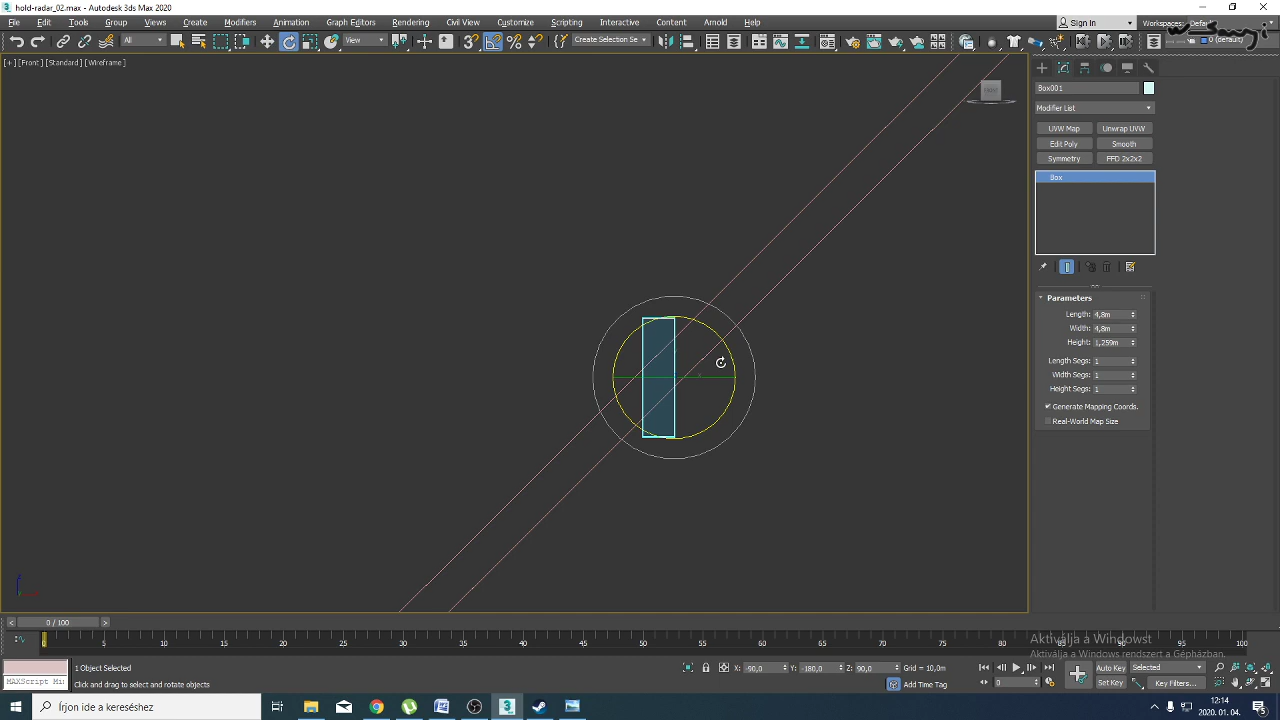 hold-radar_02.max - Autodesk 3ds Max 2020
File Edit Tools Group Views Create Modifiers Animation Graph Editors Rendering Civil View Customize Scripting Interactive Content Arnold Help Sign In Workspaces:
All View Create Selection Se 0 (default)
[+] [Front] [Standard] [Wireframe]
Box001
Modifier List
UVW Map Unwrap UVW
Edit Poly Smooth
Symmetry FFD 2x2x2
Box
Parameters
Length: 4,8m
Width: 4,8m
Height: 1,259m
Length Segs: 1
Width Segs: 1
Height Segs: 1
Generate Mapping Coords.
Real-World Map Size
0 / 100
0 5 10 15 20 25 30 35 40 45 50 55 60 65 70 75 80 85 90 95 100
Aktiválja a Windowst
Aktiválja a Windows rendszert a Gépházban.
1 Object Selected X: -90,0 Y: -180,0 Z: 90,0 Grid = 10,0m Auto Key Selected
MAXScript Mi Click and drag to select and rotate objects Add Time Tag 0 Set Key Key Filters...
Írjon ide a kereséshez
12:14
2020. 01. 04.